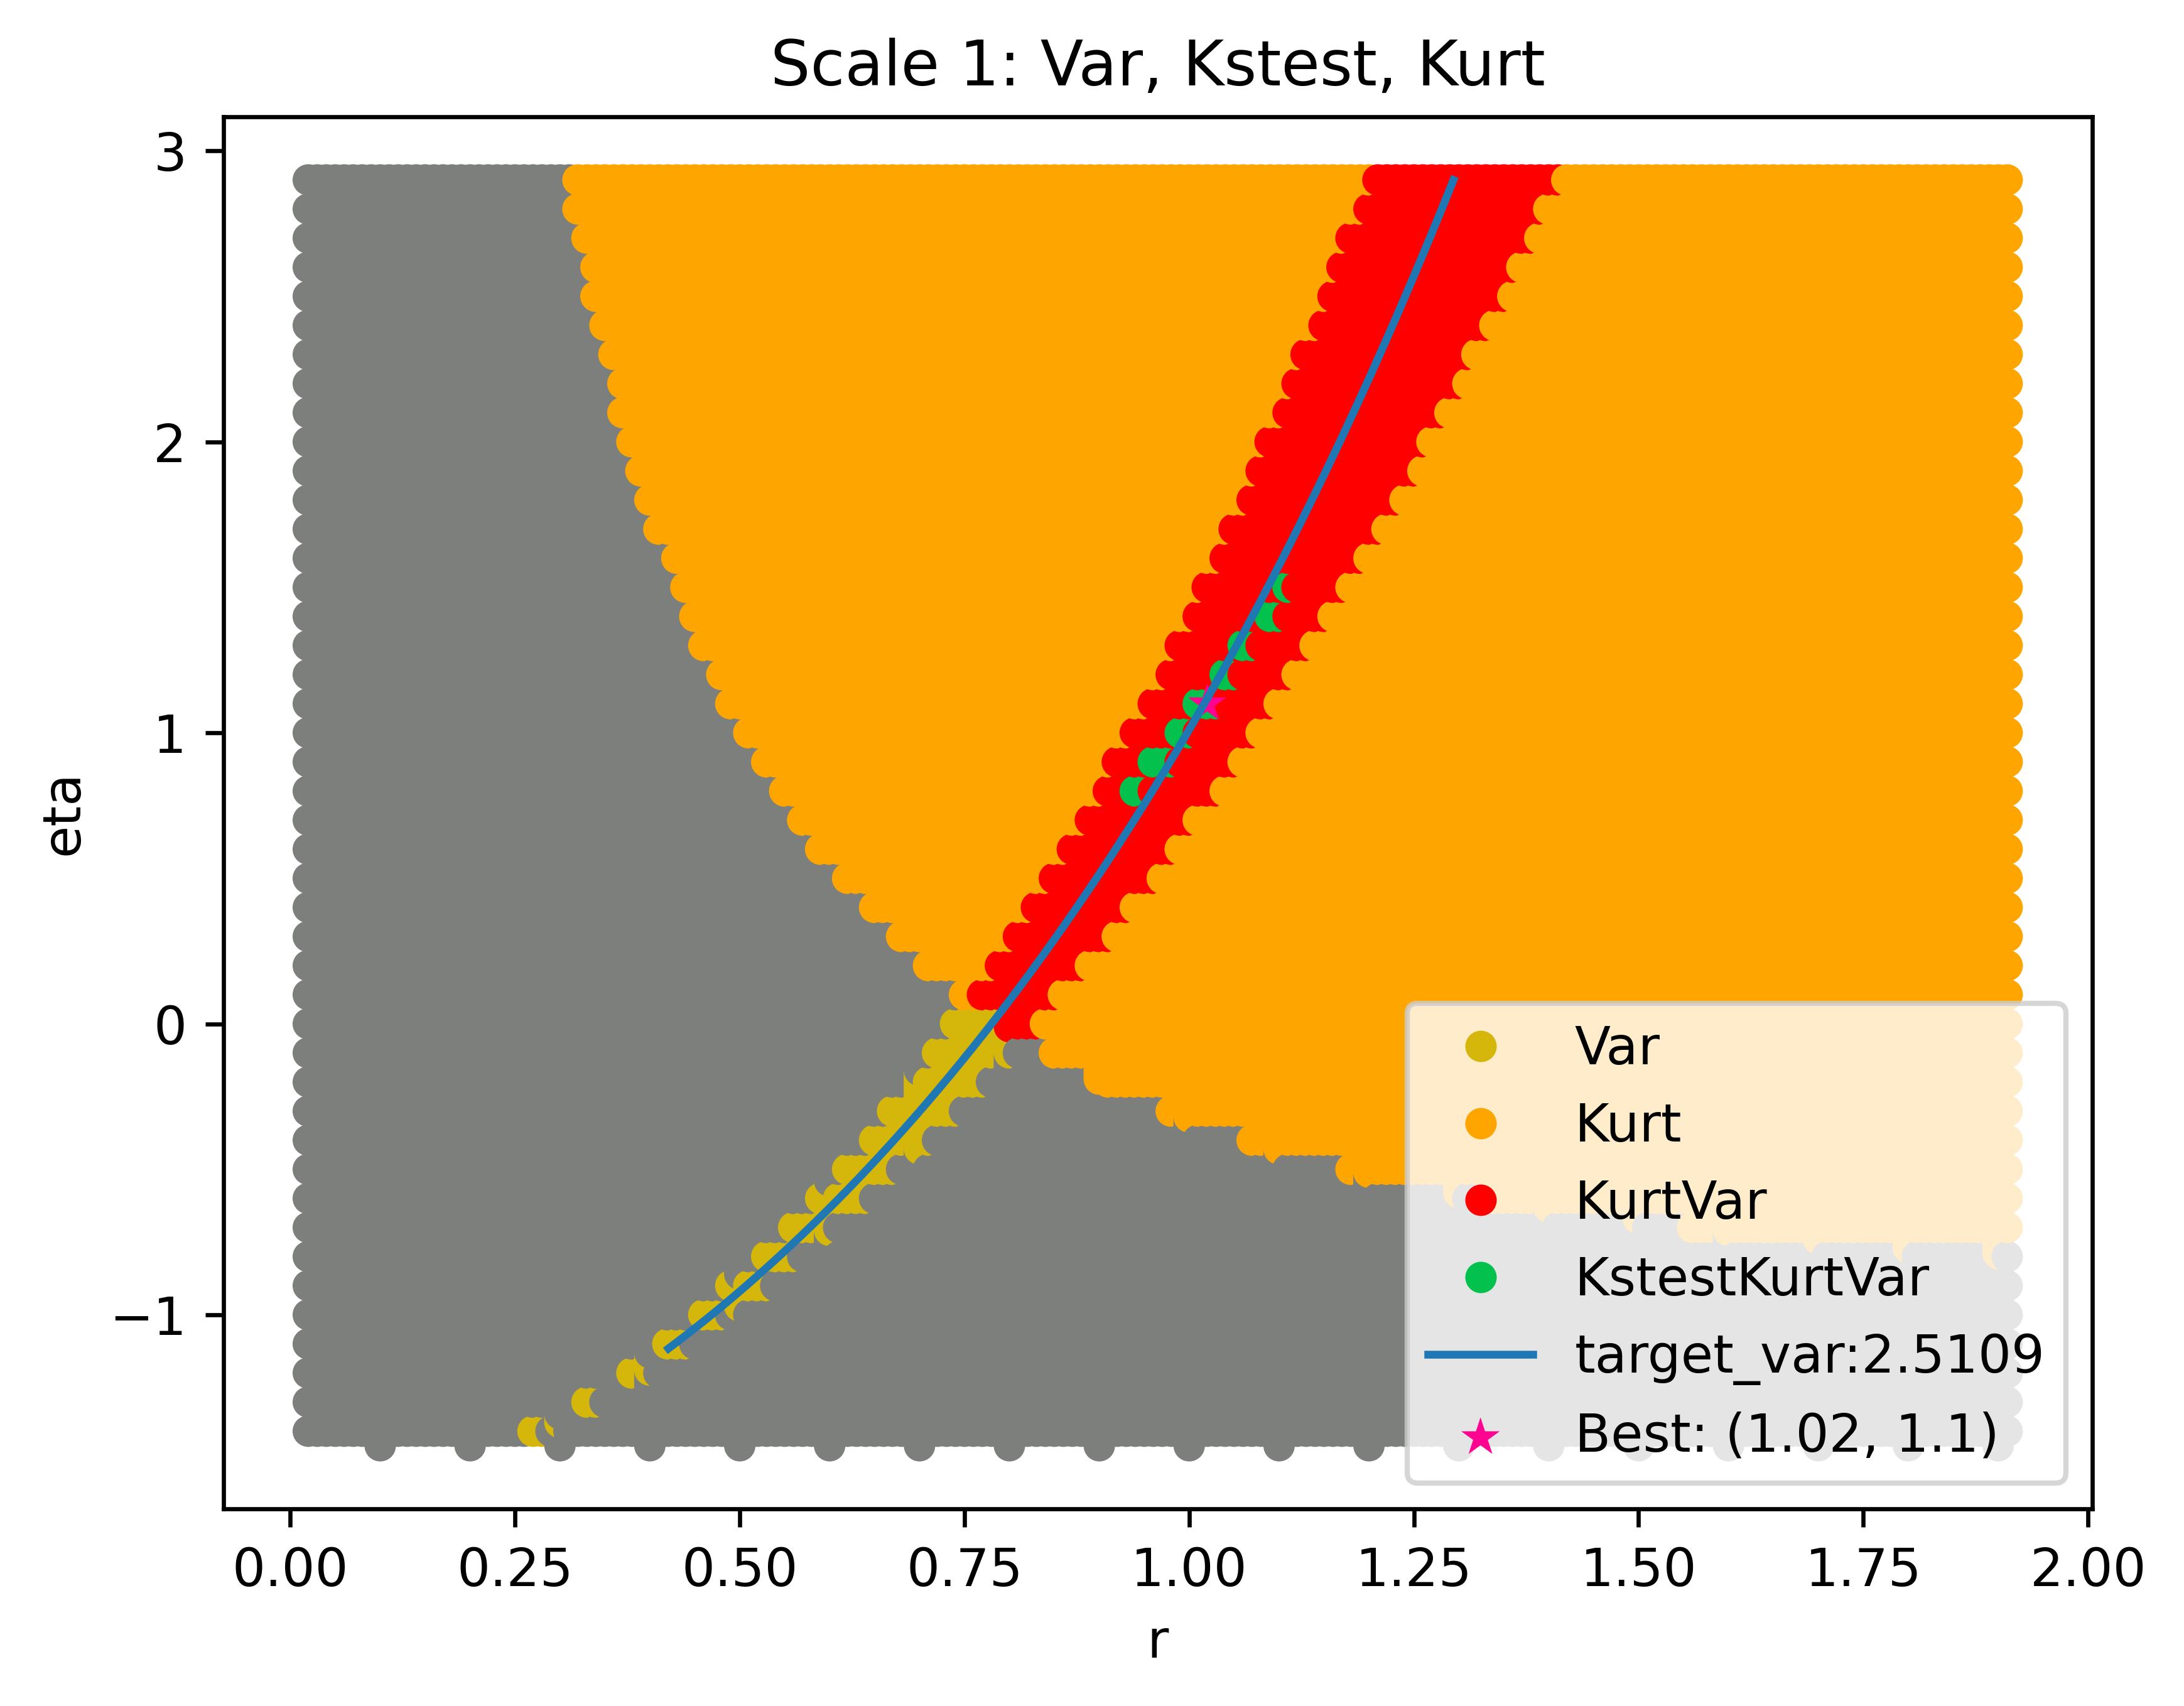 Scale 1: Var, Kstest, Kurt
3
2
1
0
−1
eta
0.00 0.25 0.50 0.75 1.00 1.25 1.50 1.75 2.00
r
Var
Kurt
KurtVar
KstestKurtVar
target_var:2.5109
Best: (1.02, 1.1)